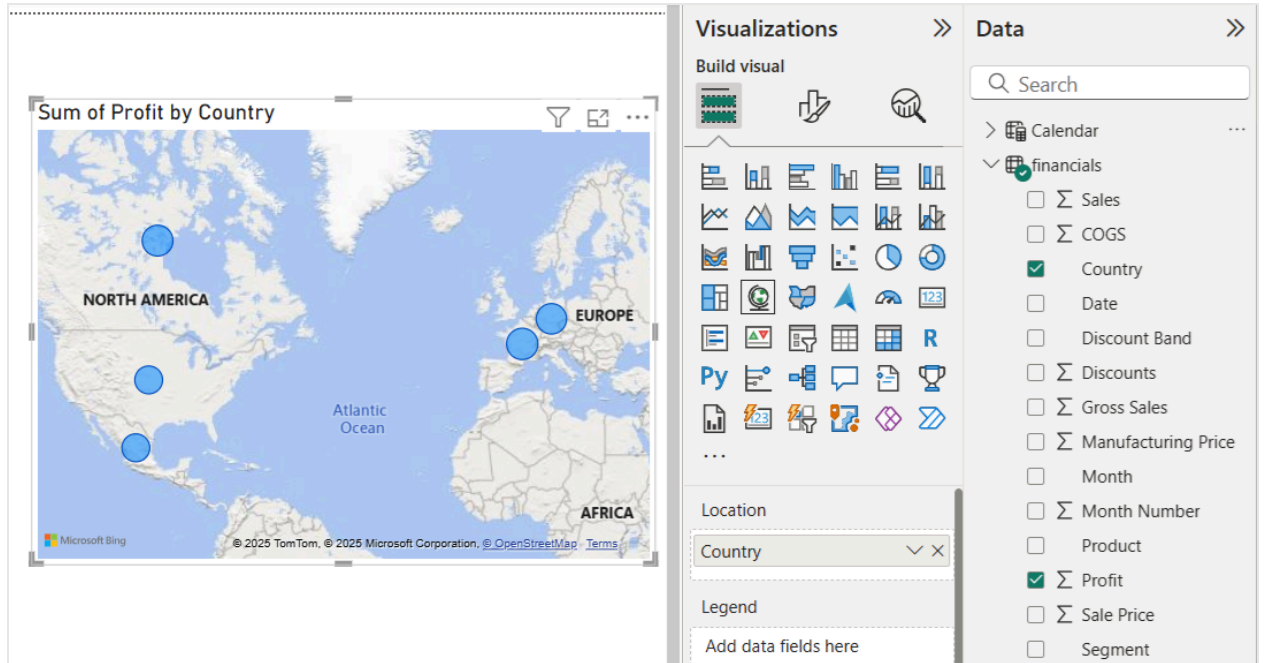 Sum of Profit by Country
NORTH AMERICA
EUROPE
Atlantic
Ocean
AFRICA
Microsoft Bing
© 2025 TomTom, © 2025 Microsoft Corporation, © OpenStreetMap Terms
Visualizations
Build visual
123
R
Py
123
Location
Country
Legend
Add data fields here
Data
Search
Calendar
financials
Sales
COGS
Country
Date
Discount Band
Discounts
Gross Sales
Manufacturing Price
Month
Month Number
Product
Profit
Sale Price
Segment